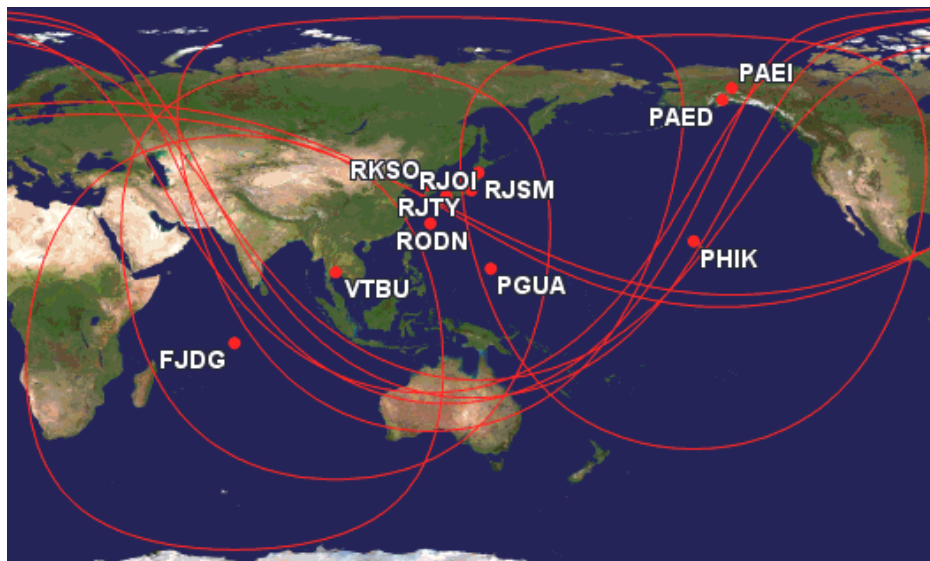 PAEI
PAED
RKSO
RJOI
RJSM
RJTY
RODN
PHIK
VTBU
PGUA
FJDG